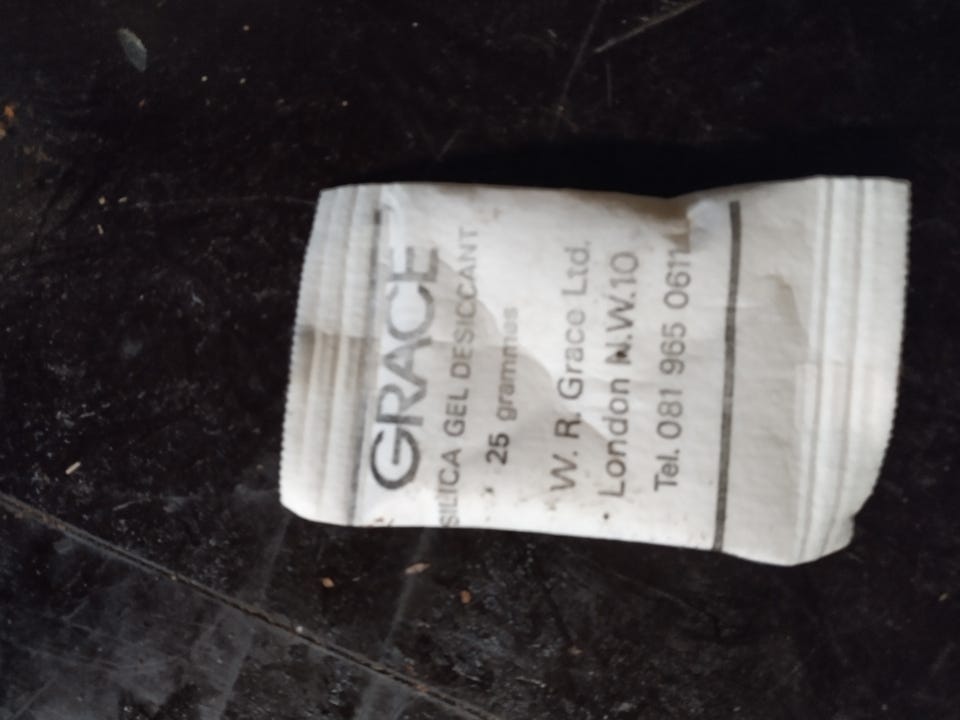 GRACE
SILICA GEL DESICCANT
25 grammes
W. R. Grace Ltd.
London N.W.10
Tel. 081 965 0611